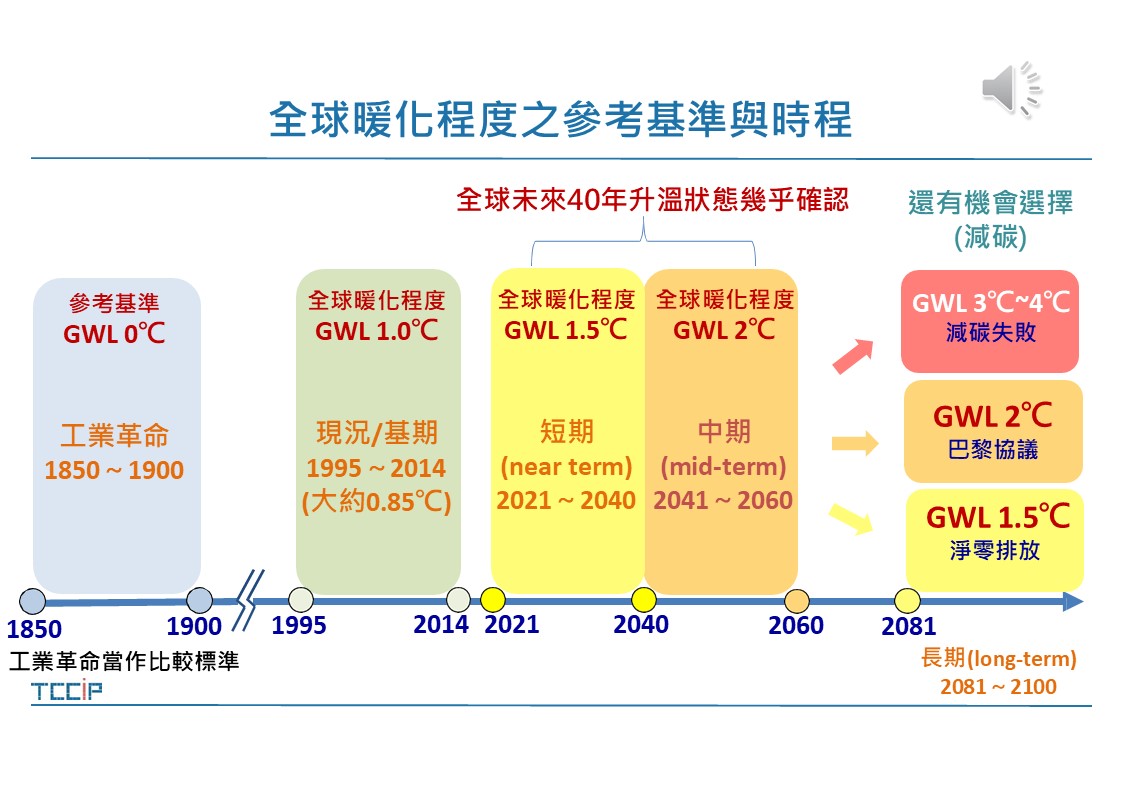 全球暖化程度之參考基準與時程
全球未來40年升溫狀態幾乎確認
還有機會選擇
(減碳)
參考基準
GWL 0℃
工業革命
1850 ~ 1900
全球暖化程度
GWL 1.0℃
現況/基期
1995 ~ 2014
(大約0.85℃)
全球暖化程度
GWL 1.5℃
短期
(near term)
2021 ~ 2040
全球暖化程度
GWL 2℃
中期
(mid-term)
2041 ~ 2060
GWL 3℃~4℃
減碳失敗
GWL 2℃
巴黎協議
GWL 1.5℃
淨零排放
1850
1900
1995
2014
2021
2040
2060
2081
工業革命當作比較標準
長期(long-term)
2081 ~ 2100
TCCiP